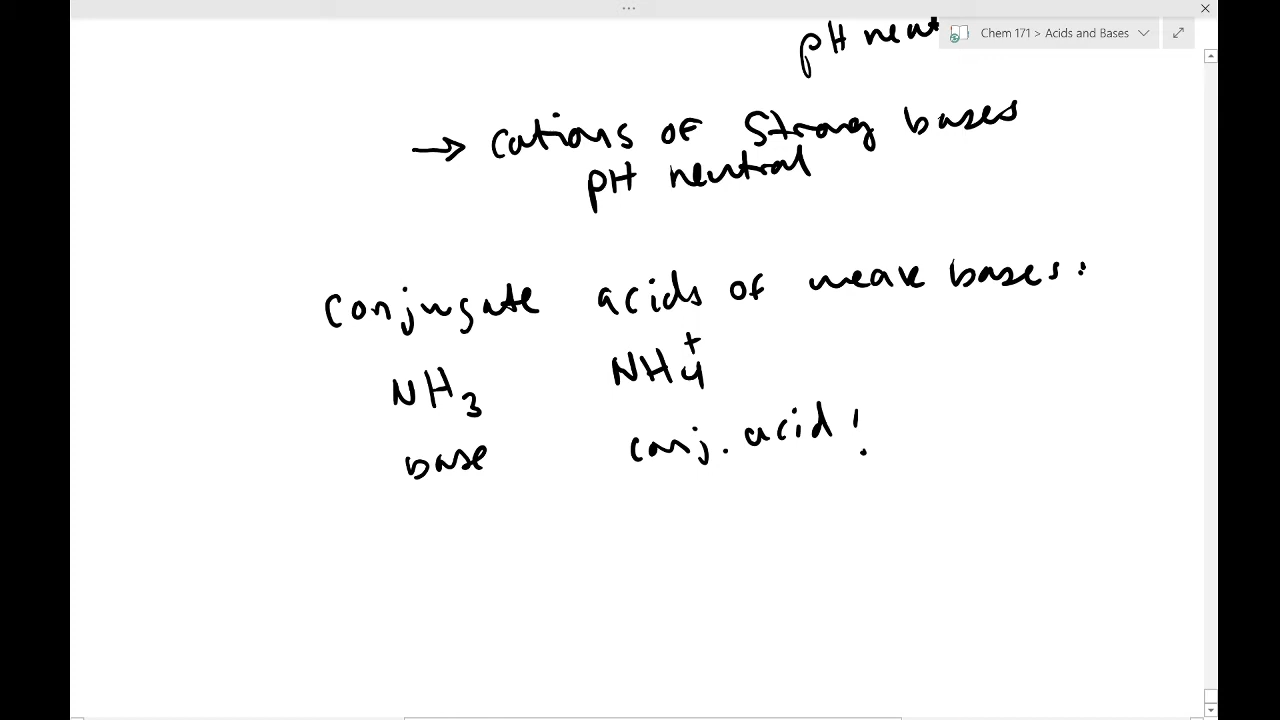 pH neut
Chem 171 > Acids and Bases
→ cations of strong bases
pH neutral
conjugate acids of weak bases:
NH₃ NH₄⁺
base conj. acid!